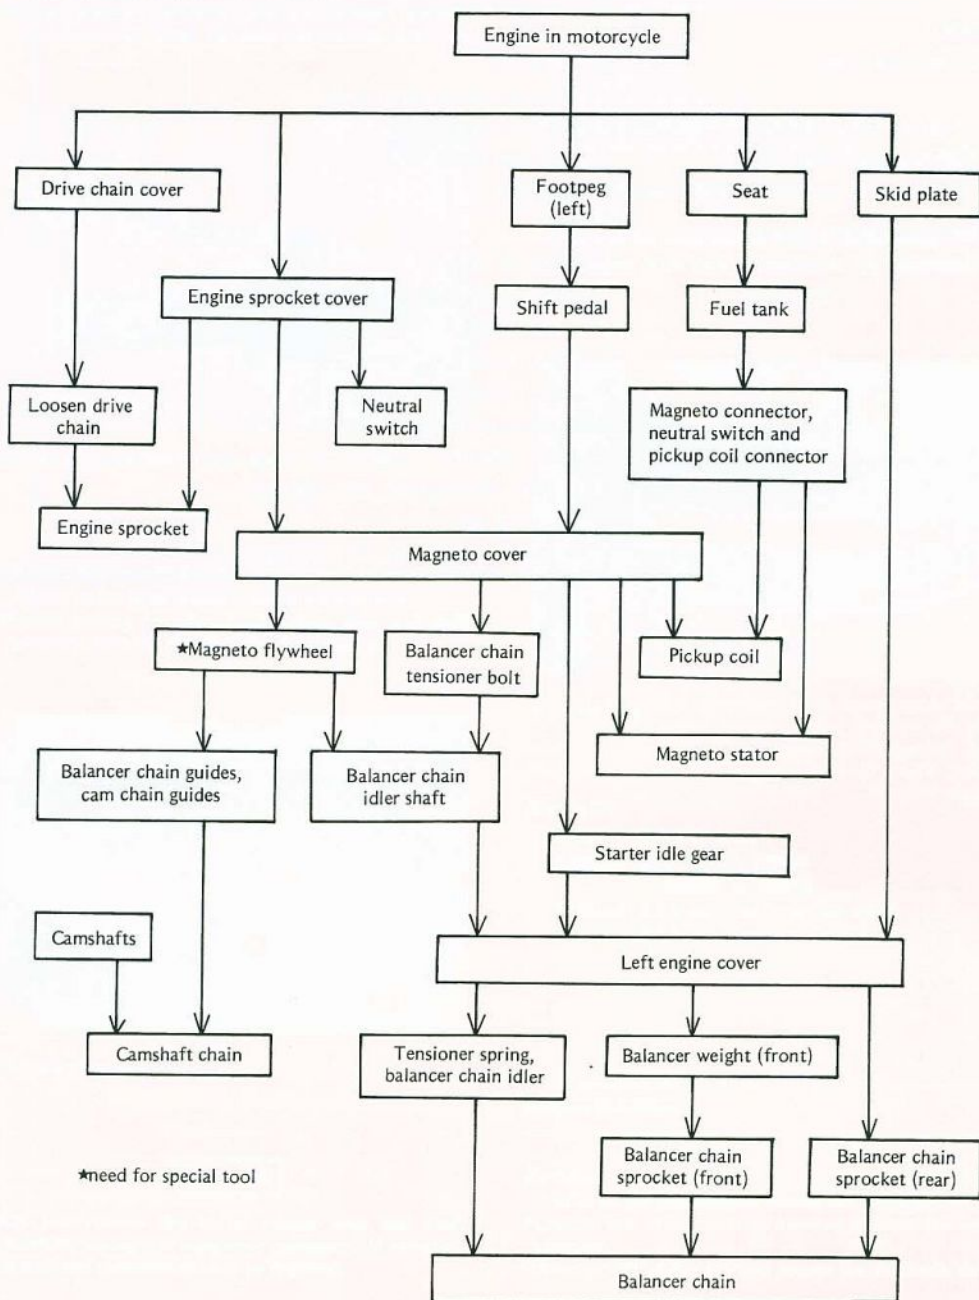 Engine in motorcycle
Drive chain cover
Footpeg
(left)
Seat
Skid plate
Engine sprocket cover
Shift pedal
Fuel tank
Loosen drive
chain
Neutral
switch
Magneto connector,
neutral switch and
pickup coil connector
Engine sprocket
Magneto cover
★Magneto flywheel
Balancer chain
tensioner bolt
Pickup coil
Balancer chain guides,
cam chain guides
Balancer chain
idler shaft
Magneto stator
Starter idle gear
Camshafts
Left engine cover
Camshaft chain
Tensioner spring,
balancer chain idler
Balancer weight (front)
★need for special tool
Balancer chain
sprocket (front)
Balancer chain
sprocket (rear)
Balancer chain